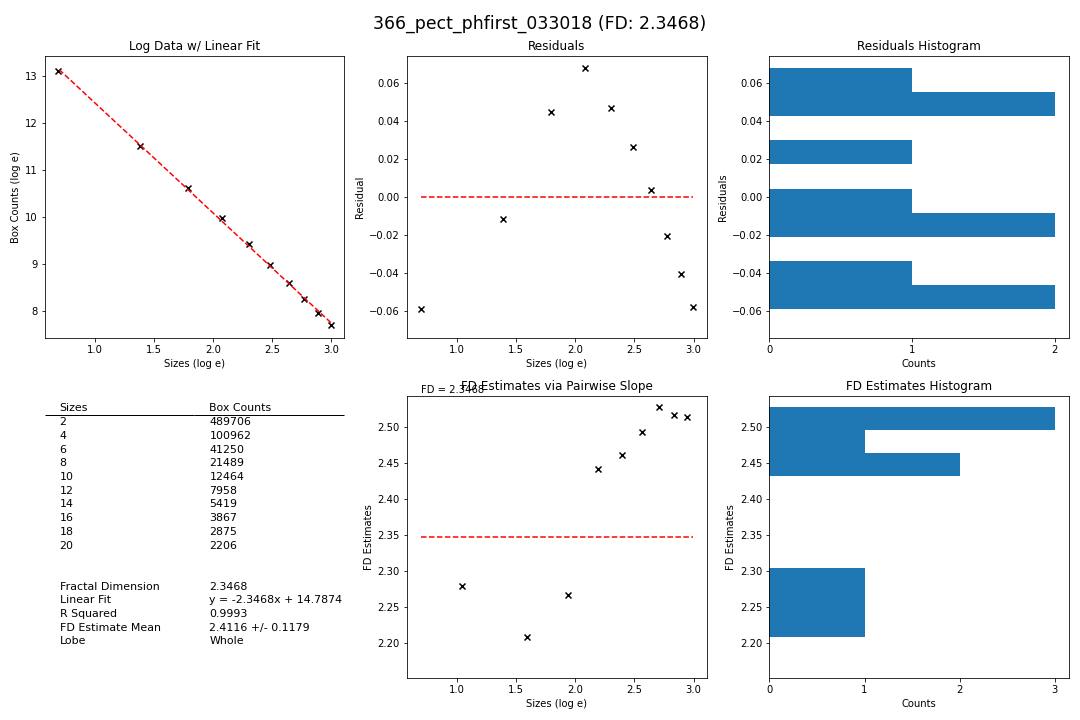 366_pect_phfirst_033018 (FD: 2.3468)
Log Data w/ Linear Fit
13
12
11
10
9
8
Box Counts (log e)
1.0 1.5 2.0 2.5 3.0
Sizes (log e)
Residuals
0.06
0.04
0.02
0.00
−0.02
−0.04
−0.06
Residual
1.0 1.5 2.0 2.5 3.0
Sizes (log e)
Residuals Histogram
0.06
0.04
0.02
0.00
−0.02
−0.04
−0.06
Residuals
0 1 2
Counts
Sizes Box Counts
2 489706
4 100962
6 41250
8 21489
10 12464
12 7958
14 5419
16 3867
18 2875
20 2206
Fractal Dimension 2.3468
Linear Fit y = -2.3468x + 14.7874
R Squared 0.9993
FD Estimate Mean 2.4116 +/- 0.1179
Lobe Whole
FD Estimates via Pairwise Slope
FD = 2.3468
2.50
2.45
2.40
2.35
2.30
2.25
2.20
FD Estimates
1.0 1.5 2.0 2.5 3.0
Sizes (log e)
FD Estimates Histogram
2.50
2.45
2.40
2.35
2.30
2.25
2.20
FD Estimates
0 1 2 3
Counts